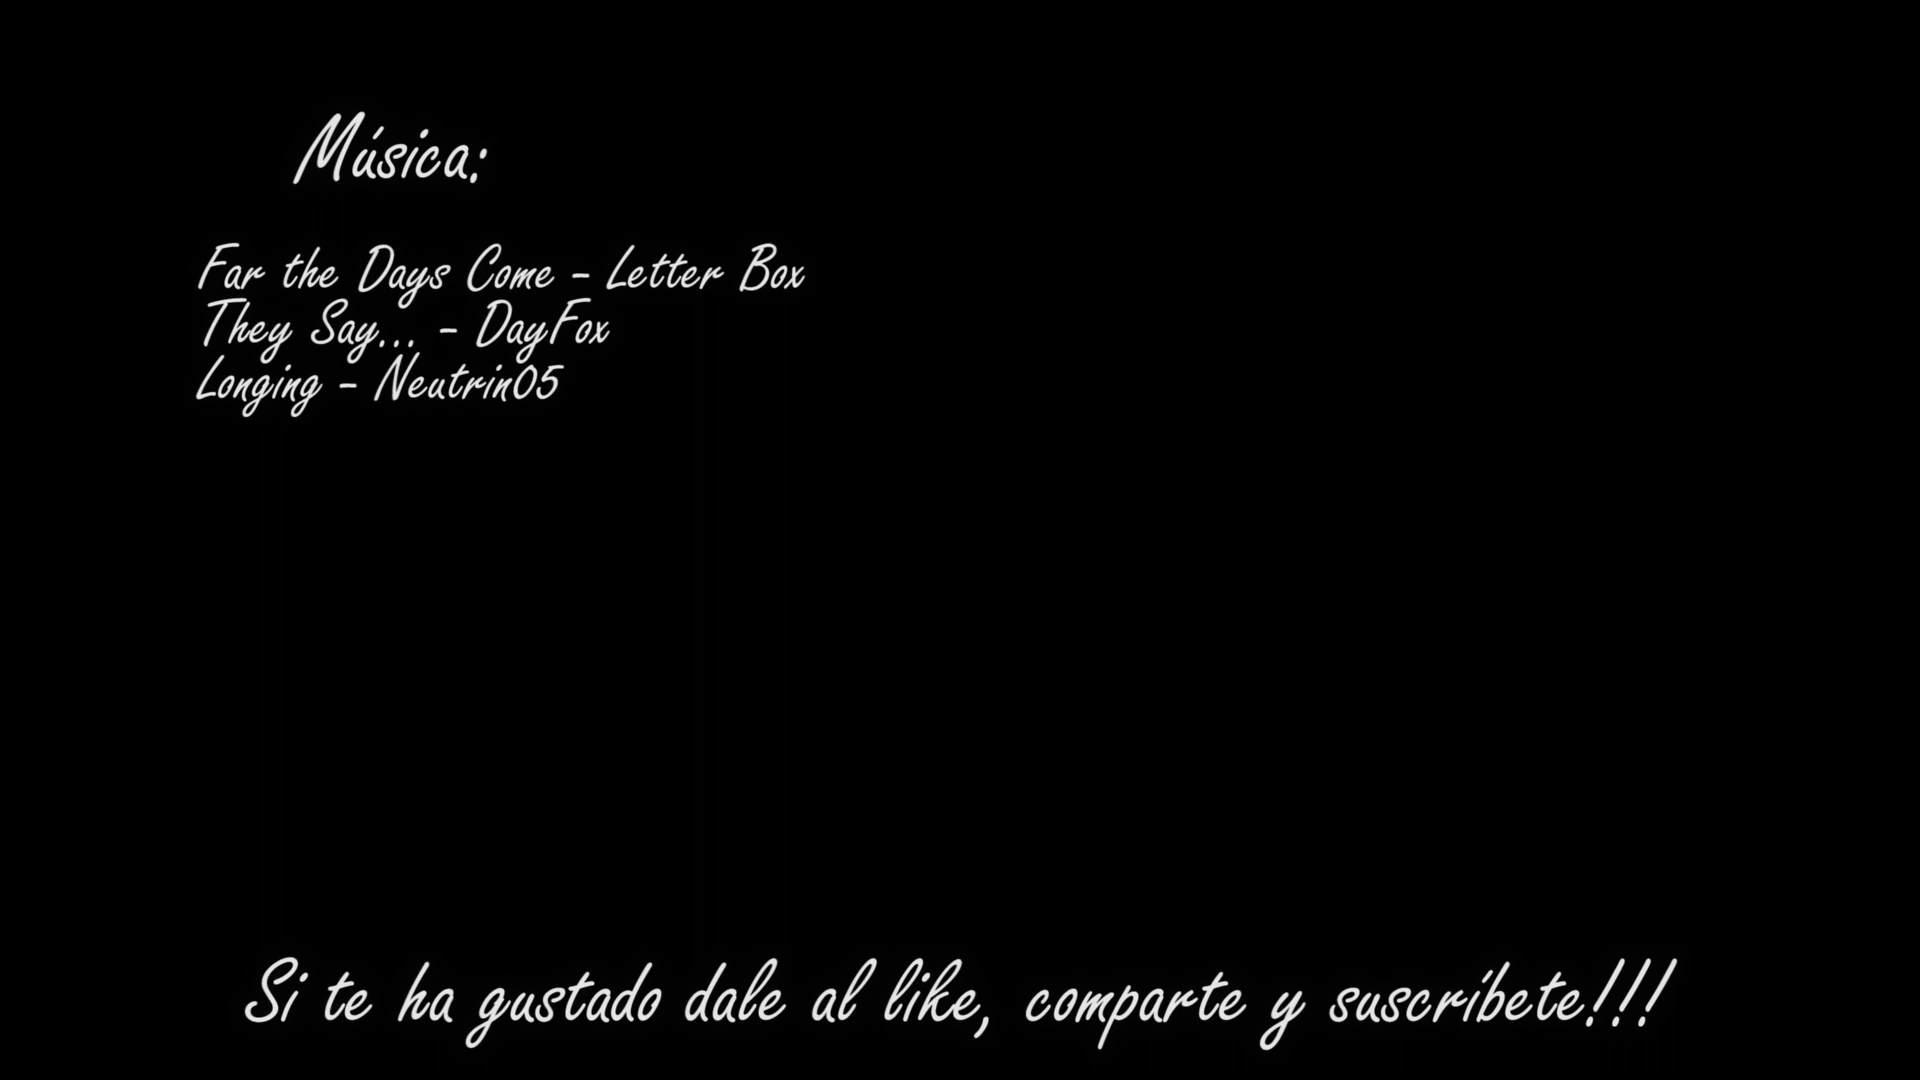 Música:
Far the Days Come - Letter Box
They Say... - DayFox
Longing - Neutrin05
Si te ha gustado dale al like, comparte y suscríbete!!!